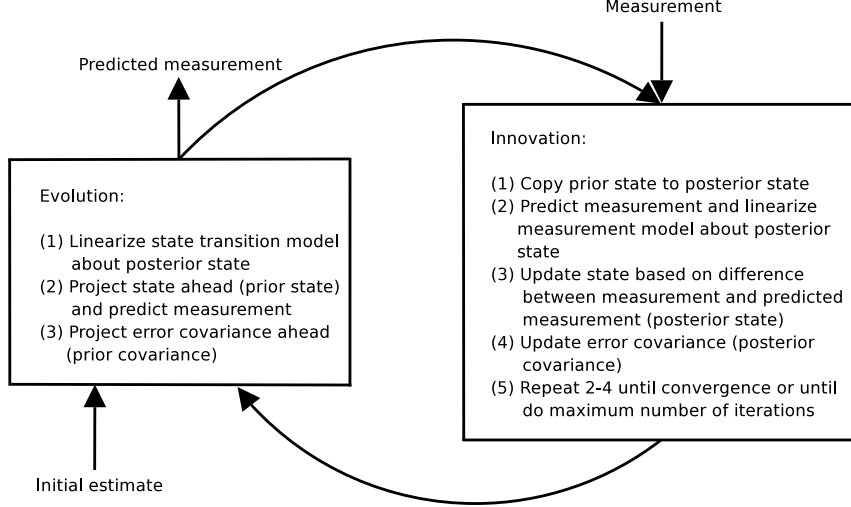 Measurement
Predicted measurement
Innovation:
(1) Copy prior state to posterior state
(2) Predict measurement and linearize
measurement model about posterior
state
(3) Update state based on difference
between measurement and predicted
measurement (posterior state)
(4) Update error covariance (posterior
covariance)
(5) Repeat 2-4 until convergence or until
do maximum number of iterations
Evolution:
(1) Linearize state transition model
about posterior state
(2) Project state ahead (prior state)
and predict measurement
(3) Project error covariance ahead
(prior covariance)
Initial estimate